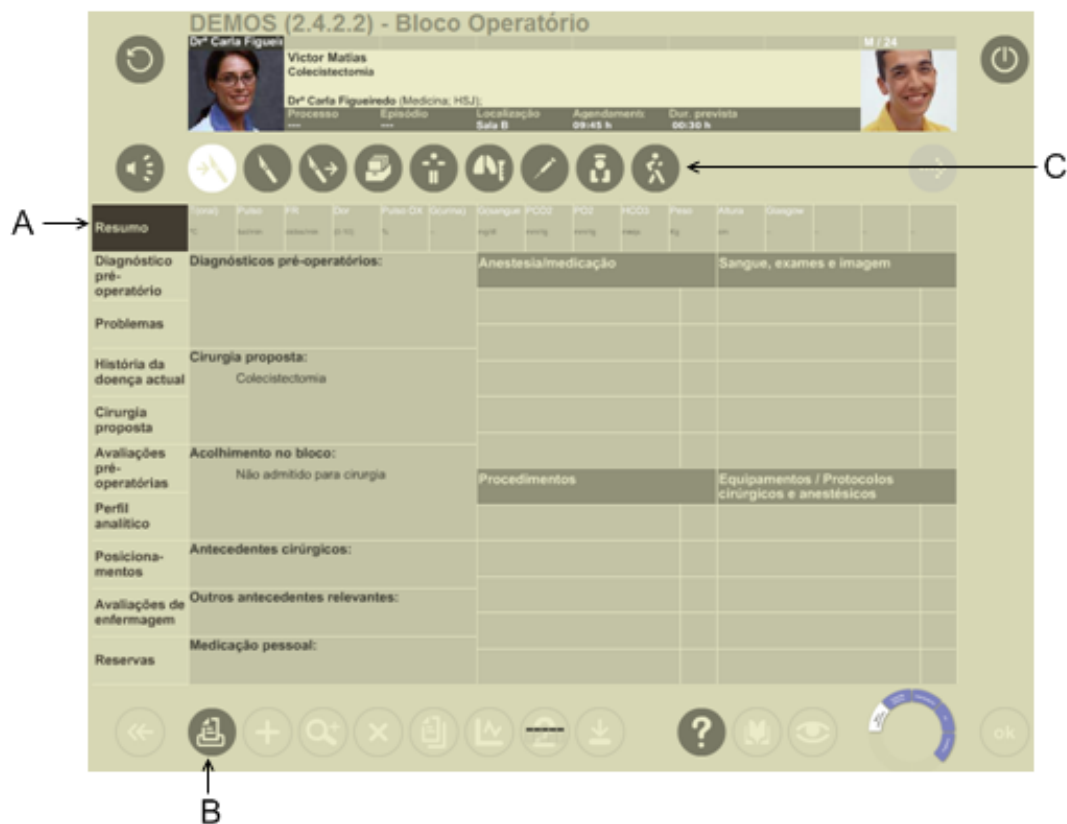 DEMOS (2.4.2.2) - Bloco Operatório
Drª Carla Figueir
M / 24
Victor Matias
Colecistectomia
Drª Carla Figueiredo (Medicina; HSJ);
Processo Episódio Localização Agendament Dur. prevista
--- --- Sala B 09:45 h 00:30 h
C
A
Resumo
Pulso FR Dor Pulso OX PCO2 PO2 HCO3 Peso Altura Glasgow
Diagnóstico
pré-
operatório
Problemas
História da
doença actual
Cirurgia
proposta
Avaliações
pré-
operatórias
Perfil
analítico
Posiciona-
mentos
Avaliações de
enfermagem
Reservas
Diagnósticos pré-operatórios:
Cirurgia proposta:
Colecistectomia
Acolhimento no bloco:
Não admitido para cirurgia
Antecedentes cirúrgicos:
Outros antecedentes relevantes:
Medicação pessoal:
Anestesia/medicação
Sangue, exames e imagem
Procedimentos
Equipamentos / Protocolos
cirúrgicos e anestésicos
?
ok
B